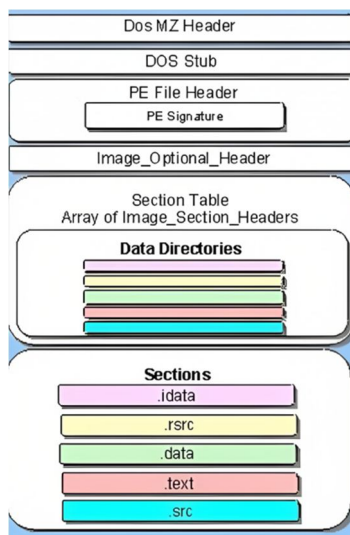 Dos MZ Header
DOS Stub
PE File Header
PE Signature
Image_Optional_Header
Section Table
Array of Image_Section_Headers
Data Directories
Sections
.idata
.rsrc
.data
.text
.src